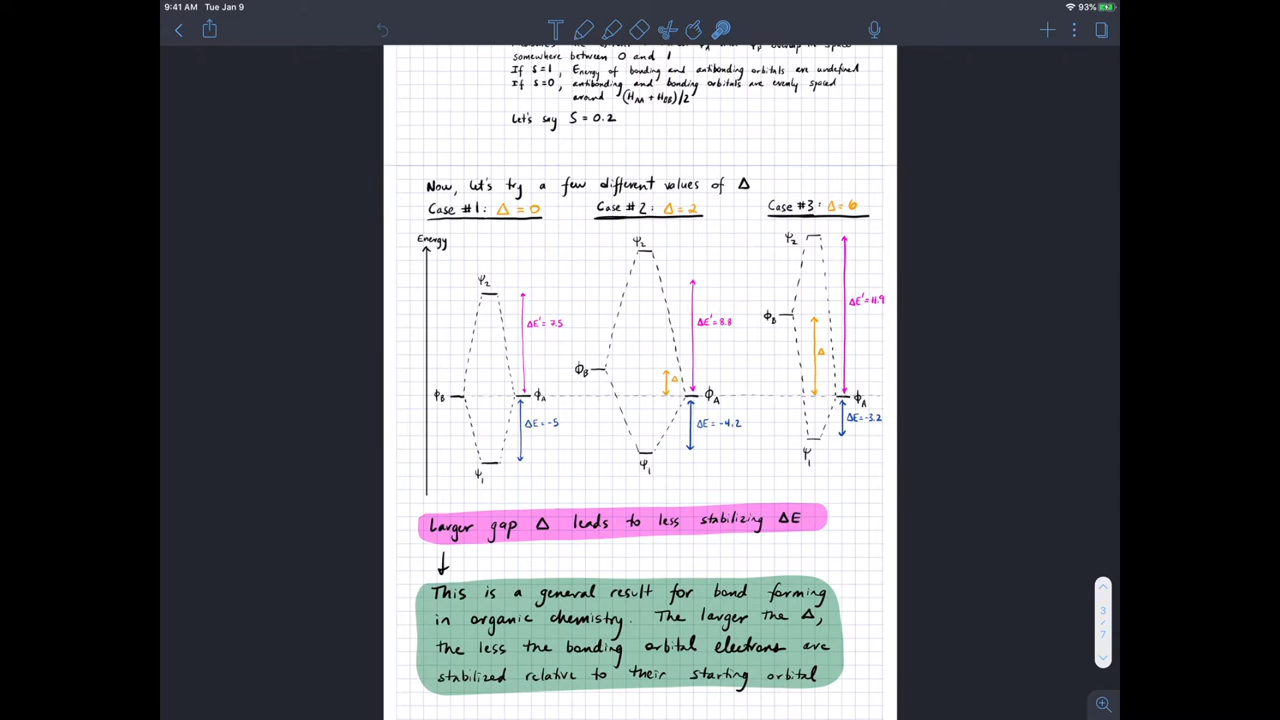 9:41 AM Tue Jan 9
93%
T
somewhere between 0 and 1
If S=1, Energy of bonding and antibonding orbitals are undefined
If S=0, antibonding and bonding orbitals are evenly spaced
around (H_AA + H_BB)/2
Let's say S = 0.2
Now, let's try a few different values of Δ
Case #1: Δ = 0
Case #2: Δ = 2
Case #3: Δ = 6
Energy
Ψ2
ΔE' = 7.5
ϕB
ϕA
ΔE = -5
Ψ1
Ψ2
ΔE' = 8.8
ϕB
Δ
ϕA
ΔE = -4.2
Ψ1
Ψ2
ΔE' = 11.9
ϕB
Δ
ϕA
ΔE = -3.2
Ψ1
Larger gap Δ leads to less stabilizing ΔE
This is a general result for bond forming
in organic chemistry. The larger the Δ,
the less the bonding orbital electrons are
stabilized relative to their starting orbital
3
/
7